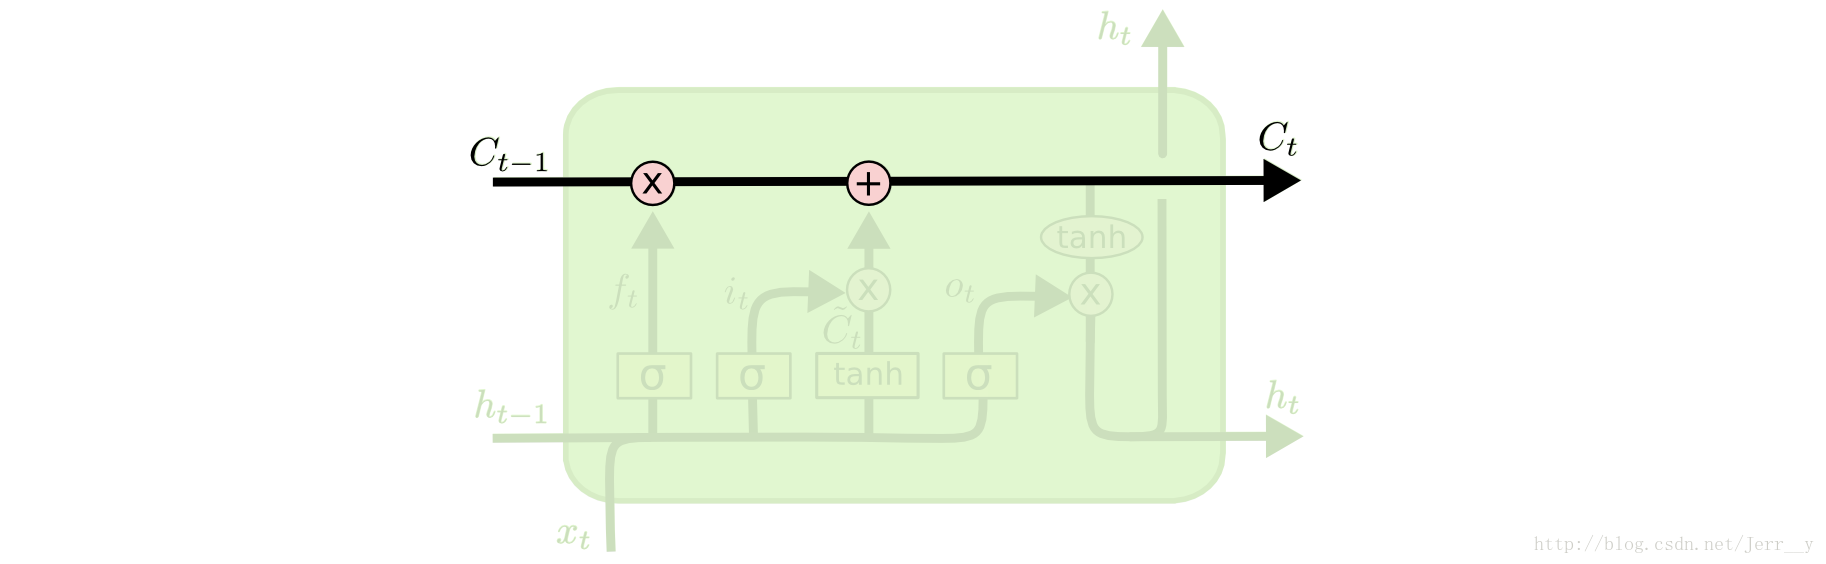 h_t
C_{t-1}
C_t
x
+
tanh
f_t
i_t
x
o_t
x
C̃_t
σ
σ
tanh
σ
h_{t-1}
h_t
x_t
http://blog.csdn.net/Jerr__y